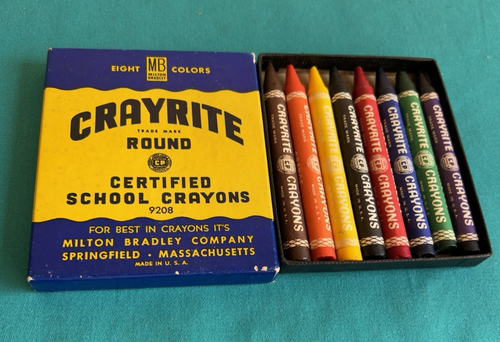 EIGHT MB COLORS
MILTON
BRADLEY
CRAYRITE
TRADE MARK
ROUND
CP
CERTIFIED
SCHOOL CRAYONS
9208
FOR BEST IN CRAYONS IT'S
MILTON BRADLEY COMPANY
SPRINGFIELD · MASSACHUSETTS
MADE IN U. S. A.
CRAYRITE CRAYONS
CRAYRITE CRAYONS
CRAYRITE CRAYONS
CRAYRITE CRAYONS
CRAYRITE CRAYONS
CRAYRITE CRAYONS
CRAYRITE CRAYONS
CRAYRITE CRAYONS